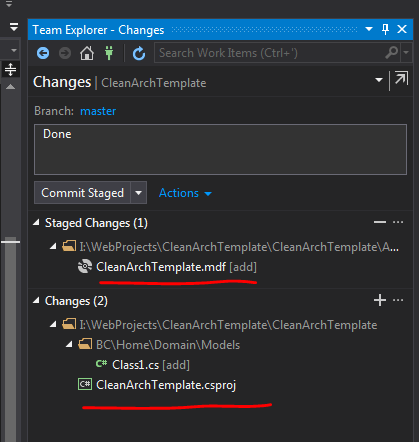 Team Explorer - Changes
Search Work Items (Ctrl+')
Changes | CleanArchTemplate
Branch: master
Done
Commit Staged
Actions
Staged Changes (1)
I:\WebProjects\CleanArchTemplate\CleanArchTemplate\A...
CleanArchTemplate.mdf [add]
Changes (2)
I:\WebProjects\CleanArchTemplate\CleanArchTemplate
BC\Home\Domain\Models
C# Class1.cs [add]
C# CleanArchTemplate.csproj